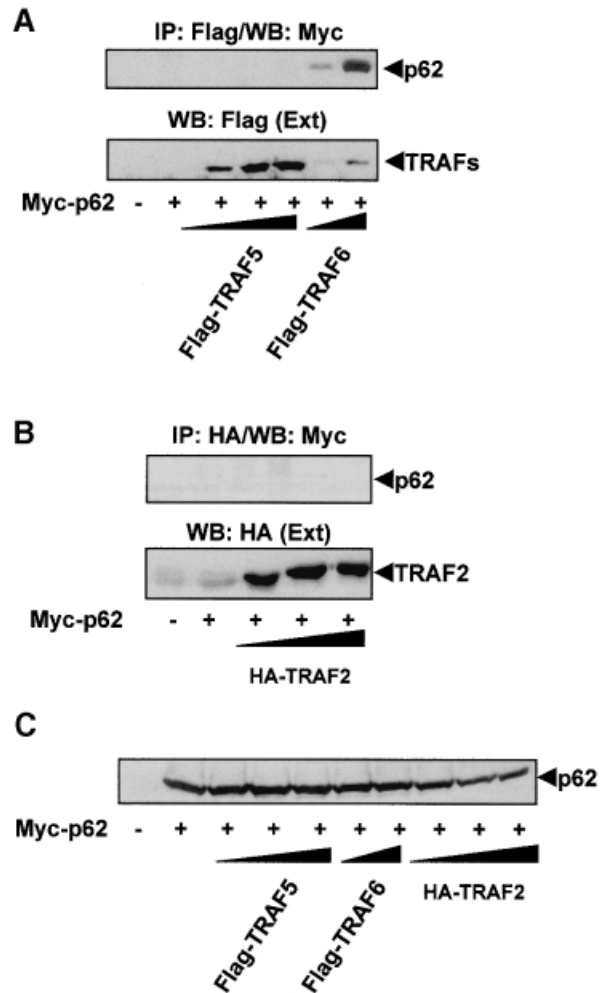 A
IP: Flag/WB: Myc
◀p62
WB: Flag (Ext)
◀TRAFs
Myc-p62 - + + + + + +
Flag-TRAF5 Flag-TRAF6
B
IP: HA/WB: Myc
◀p62
WB: HA (Ext)
◀TRAF2
Myc-p62 - + + + +
HA-TRAF2
C
◀p62
Myc-p62 - + + + + + + + + +
Flag-TRAF5 Flag-TRAF6 HA-TRAF2